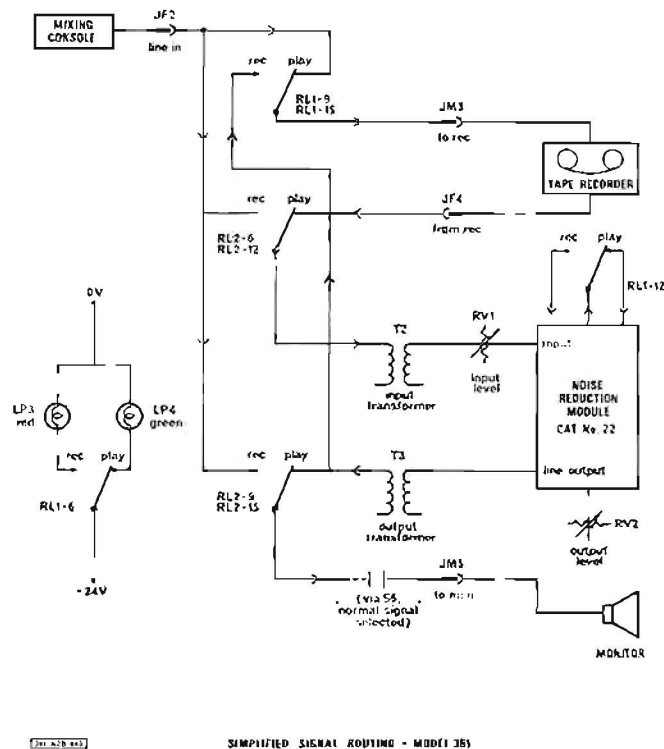 MIXING
CONSOLE
JF2
line in
rec play
RL1-9
RL1-15
JM3
to rec
TAPE RECORDER
rec play
RL2-6
RL2-12
JF4
from rec
rec play
RL1-12
0V
T2
input
transformer
RV1
input
level
input
NOISE
REDUCTION
MODULE
CAT No. 22
LP3
red
LP4
green
rec play
RL1-6
-24V
rec play
RL2-9
RL2-15
T3
output
transformer
line output
RV2
output
level
JM5
(via S5,
normal signal
selected)
to mon
MONITOR
SIMPLIFIED SIGNAL ROUTING - MODEL 361